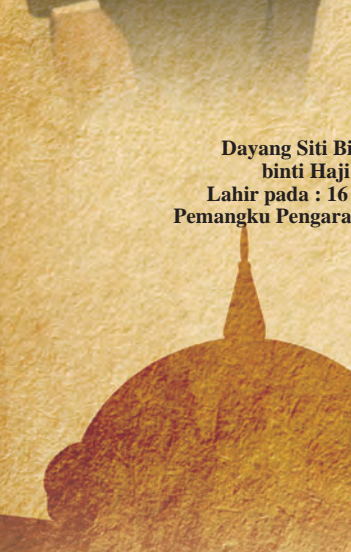 Dayang Siti Bi
binti Haji
Lahir pada : 16
Pemangku Pengara